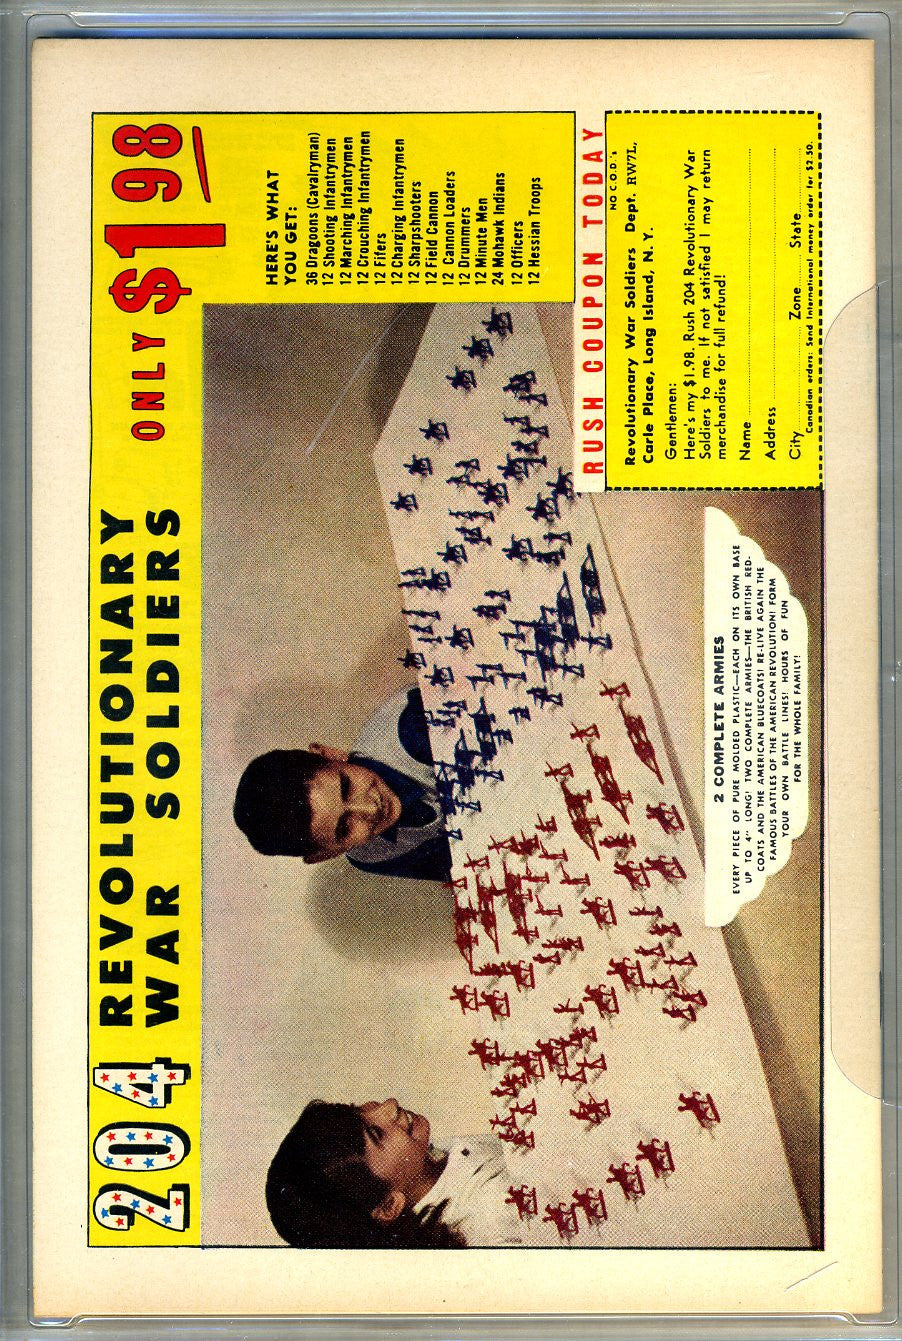 204 REVOLUTIONARY
WAR SOLDIERS
ONLY $1 98
HERE'S WHAT
YOU GET:
36 Dragoons (Cavalryman)
12 Shooting Infantrymen
12 Marching Infantrymen
12 Crouching Infantrymen
12 Fifers
12 Charging Infantrymen
12 Sharpshooters
12 Field Cannon
12 Cannon Loaders
12 Drummers
12 Minute Men
24 Mohawk Indians
12 Officers
12 Hessian Troops
RUSH COUPON TODAY
NO C.O.D.'s
Revolutionary War Soldiers Dept. RW7L,
Carle Place, Long Island, N. Y.
Gentlemen:
Here's my $1.98. Rush 204 Revolutionary War
Soldiers to me. If not satisfied I may return
merchandise for full refund!
Name
Address
City Zone State
Canadian orders: Send International money order for $2.50.
2 COMPLETE ARMIES
EVERY PIECE OF PURE MOLDED PLASTIC—EACH ON ITS OWN BASE
UP TO 4" LONG! TWO COMPLETE ARMIES—THE BRITISH RED-
COATS AND THE AMERICAN BLUECOATS! RE-LIVE AGAIN THE
FAMOUS BATTLES OF THE AMERICAN REVOLUTION! FORM
YOUR OWN BATTLE LINES! HOURS OF FUN
FOR THE WHOLE FAMILY!